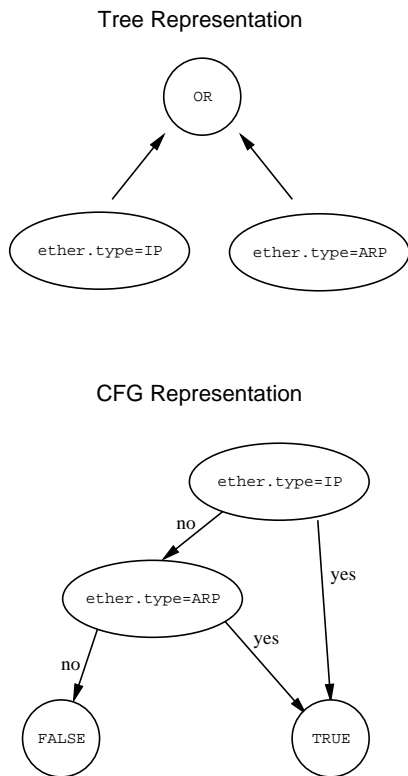 Tree Representation
OR
ether.type=IP
ether.type=ARP
CFG Representation
ether.type=IP
no
yes
ether.type=ARP
no
yes
FALSE
TRUE